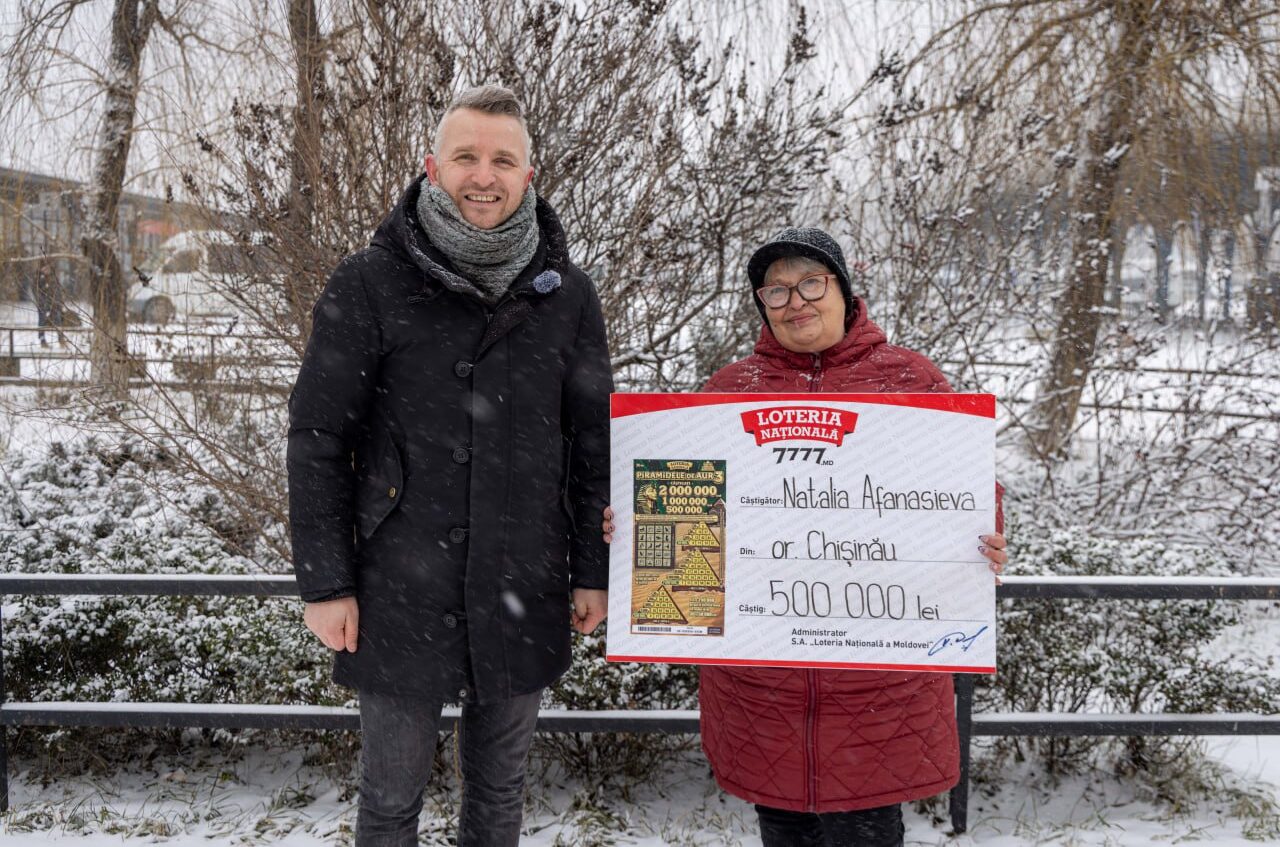 LOTERIA
NAȚIONALĂ
7777.MD
LOTERIA
PIRAMIDELE DE AUR 3
2 000 000
1 000 000
500 000
Câștigător: Natalia Afanasieva
Din: or. Chișinău
Câștig: 500 000 lei
Administrator
S.A. „Loteria Națională a Moldovei"